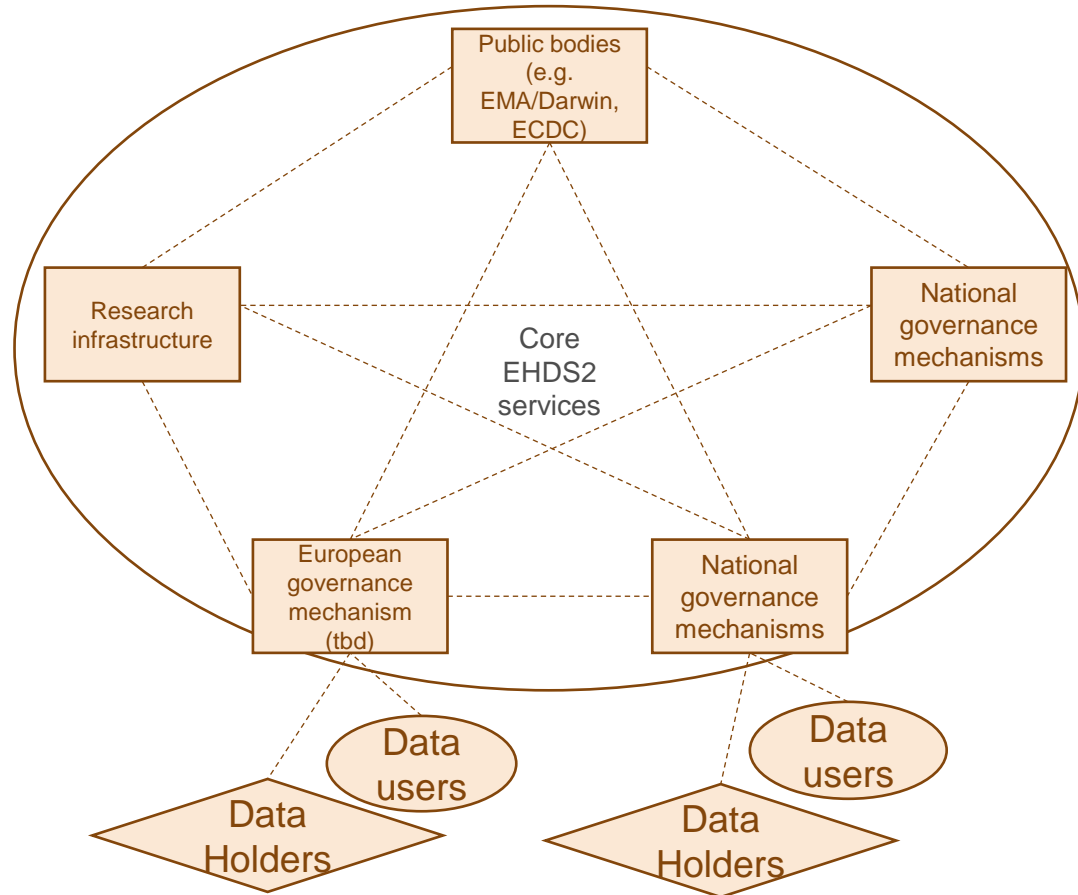 Public bodies
(e.g.
EMA/Darwin,
ECDC)
Research
infrastructure
National
governance
mechanisms
Core
EHDS2
services
European
governance
mechanism
(tbd)
National
governance
mechanisms
Data
users
Data
users
Data
Holders
Data
Holders